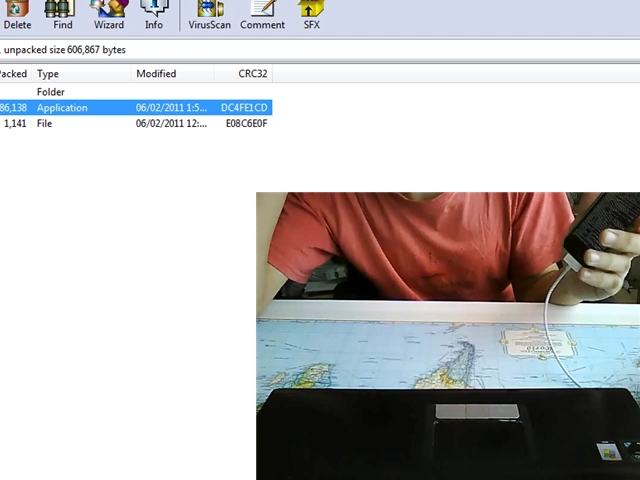 Delete Find Wizard Info VirusScan Comment SFX
unpacked size 606,867 bytes
Packed Type Modified CRC32
Folder
86,138 Application 06/02/2011 1:5... DC4FE1CD
1,141 File 06/02/2011 12:... E08C6E0F